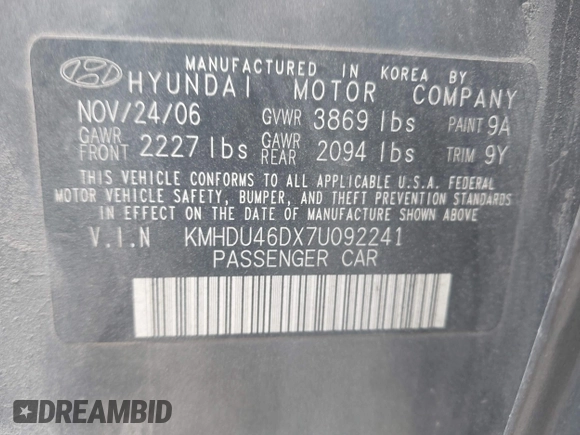 MANUFACTURED IN KOREA BY
HYUNDAI MOTOR COMPANY
NOV/24/06 GVWR 3869 lbs PAINT 9A
GAWR FRONT 2227 lbs GAWR REAR 2094 lbs TRIM 9Y
THIS VEHICLE CONFORMS TO ALL APPLICABLE U.S.A. FEDERAL
MOTOR VEHICLE SAFETY, BUMPER, AND THEFT PREVENTION STANDARDS
IN EFFECT ON THE DATE OF MANUFACTURE SHOWN ABOVE
V.I.N KMHDU46DX7U092241
PASSENGER CAR
DREAMBID